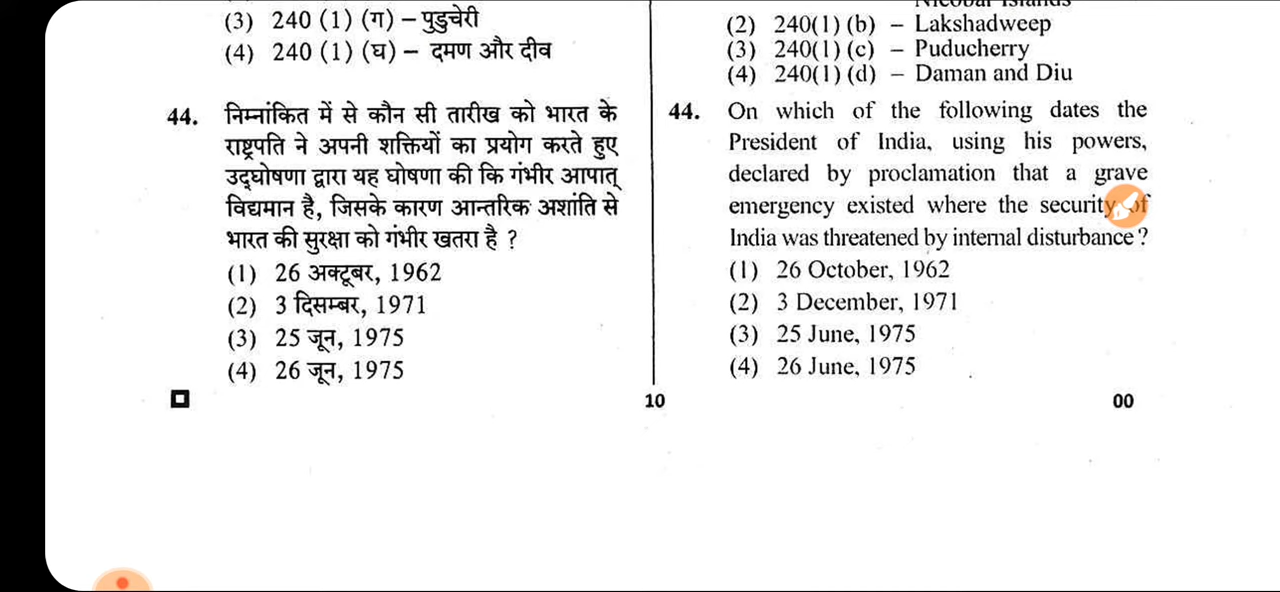 (3) 240 (1) (ग) – पुडुचेरी
(4) 240 (1) (घ) – दमण और दीव
44. निम्नांकित में से कौन सी तारीख को भारत के
राष्ट्रपति ने अपनी शक्तियों का प्रयोग करते हुए
उद्घोषणा द्वारा यह घोषणा की कि गंभीर आपात्
विद्यमान है, जिसके कारण आन्तरिक अशांति से
भारत की सुरक्षा को गंभीर खतरा है ?
(1) 26 अक्टूबर, 1962
(2) 3 दिसम्बर, 1971
(3) 25 जून, 1975
(4) 26 जून, 1975
Nicobar Islands
(2) 240(1) (b) – Lakshadweep
(3) 240(1) (c) – Puducherry
(4) 240(1) (d) – Daman and Diu
44. On which of the following dates the
President of India, using his powers,
declared by proclamation that a grave
emergency existed where the security of
India was threatened by internal disturbance ?
(1) 26 October, 1962
(2) 3 December, 1971
(3) 25 June, 1975
(4) 26 June, 1975
10
00